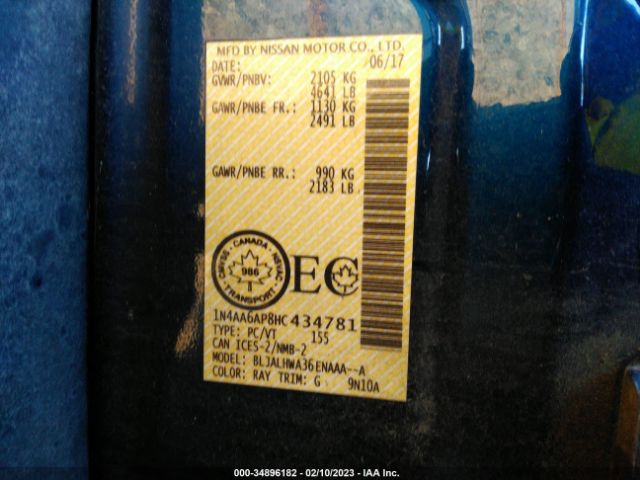 MFD BY NISSAN MOTOR CO., LTD.
DATE: 06/17
GVWR/PNBV: 2105 KG
4641 LB
GAWR/PNBE FR.: 1130 KG
2491 LB
GAWR/PNBE RR.: 990 KG
2183 LB
CANADA
986
TRANSPORT
EC
1N4AA6AP8HC434781
TYPE: PC/VT 155
CAN ICES-2/NMB-2
MODEL: BLJALHWA36ENAAA--A
COLOR: RAY TRIM: G 9N10A
000-34896182 - 02/10/2023 - IAA Inc.